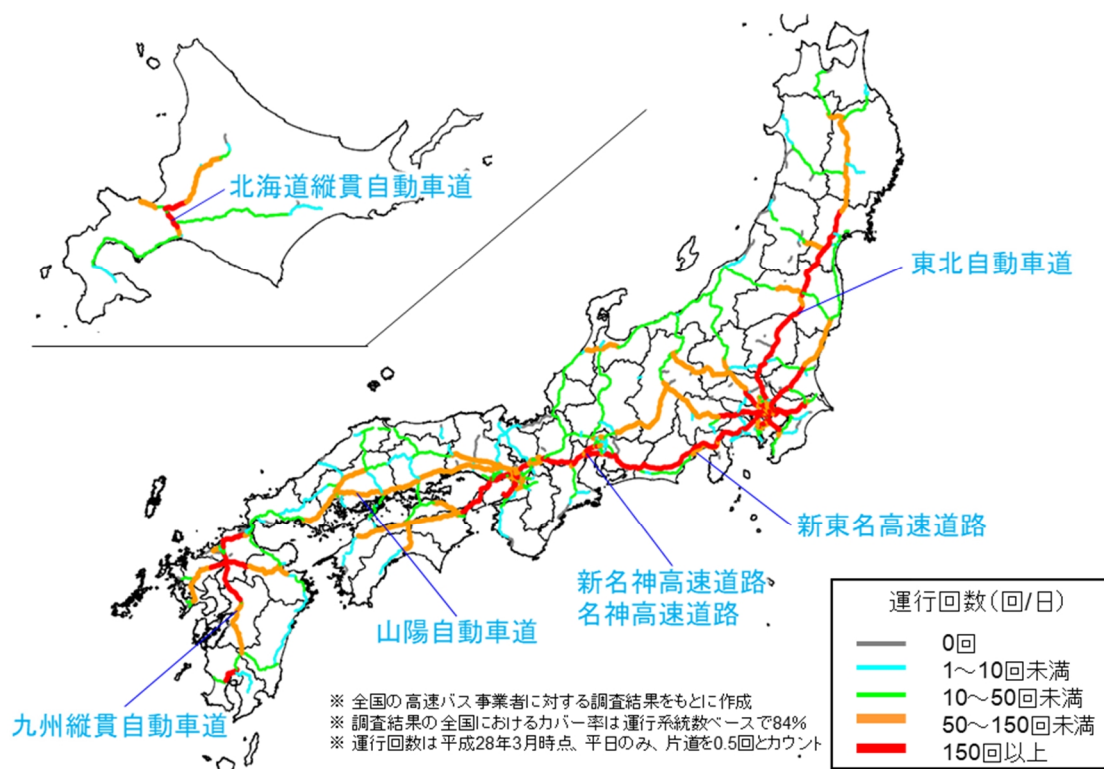 北海道縦貫自動車道
東北自動車道
新東名高速道路
新名神高速道路
名神高速道路
山陽自動車道
九州縦貫自動車道
運行回数(回/日)
0回
1～10回未満
10～50回未満
50～150回未満
150回以上
※ 全国の高速バス事業者に対する調査結果をもとに作成
※ 調査結果の全国におけるカバー率は運行系統数ベースで84%
※ 運行回数は平成28年3月時点、平日のみ、片道を0.5回とカウント